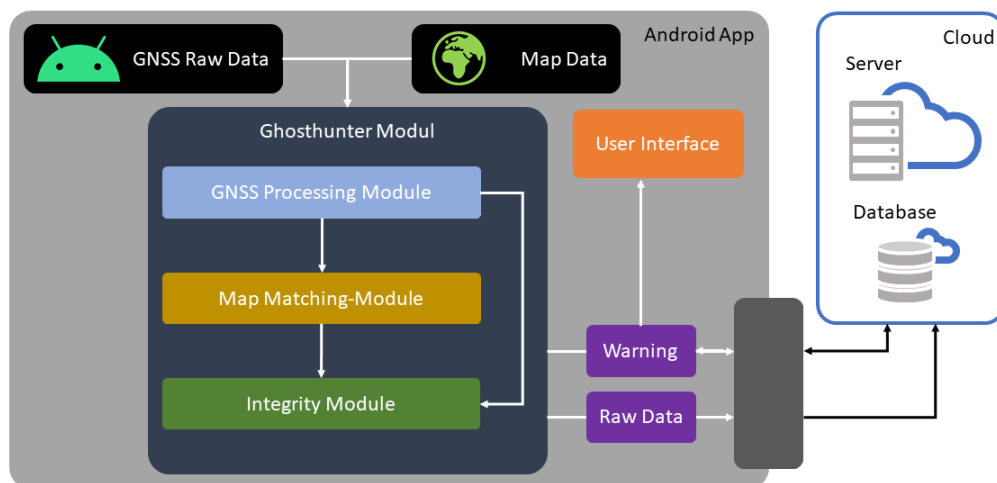 Android App
GNSS Raw Data
Map Data
Cloud
Server
Database
Ghosthunter Modul
GNSS Processing Module
Map Matching-Module
Integrity Module
User Interface
Warning
Raw Data